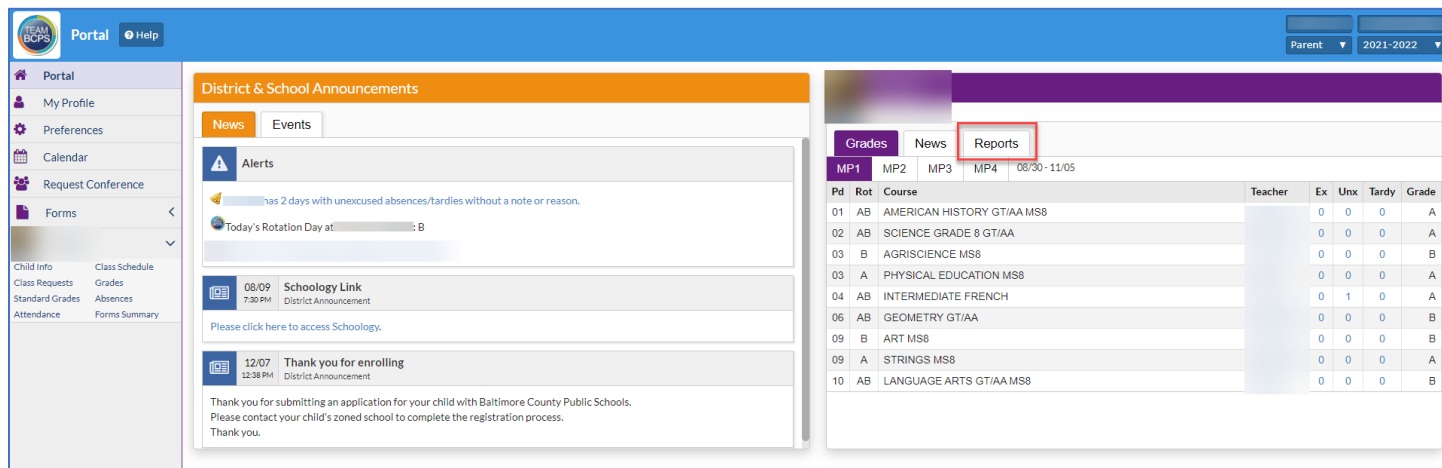 TEAM
BCPS
Portal
Help
Parent
2021-2022
Portal
My Profile
Preferences
Calendar
Request Conference
Forms
Child Info Class Schedule
Class Requests Grades
Standard Grades Absences
Attendance Forms Summary
District & School Announcements
News Events
Alerts
has 2 days with unexcused absences/tardies without a note or reason.
Today's Rotation Day at : B
08/09 Schoology Link
7:30 PM District Announcement
Please click here to access Schoology.
12/07 Thank you for enrolling
12:38 PM District Announcement
Thank you for submitting an application for your child with Baltimore County Public Schools.
Please contact your child's zoned school to complete the registration process.
Thank you.
Grades News Reports
MP1 MP2 MP3 MP4 08/30 - 11/05
Pd Rot Course Teacher Ex Unx Tardy Grade
01 AB AMERICAN HISTORY GT/AA MS8 0 0 0 A
02 AB SCIENCE GRADE 8 GT/AA 0 0 0 A
03 B AGRISCIENCE MS8 0 0 0 B
03 A PHYSICAL EDUCATION MS8 0 0 0 A
04 AB INTERMEDIATE FRENCH 0 1 0 A
06 AB GEOMETRY GT/AA 0 0 0 B
09 B ART MS8 0 0 0 B
09 A STRINGS MS8 0 0 0 A
10 AB LANGUAGE ARTS GT/AA MS8 0 0 0 B